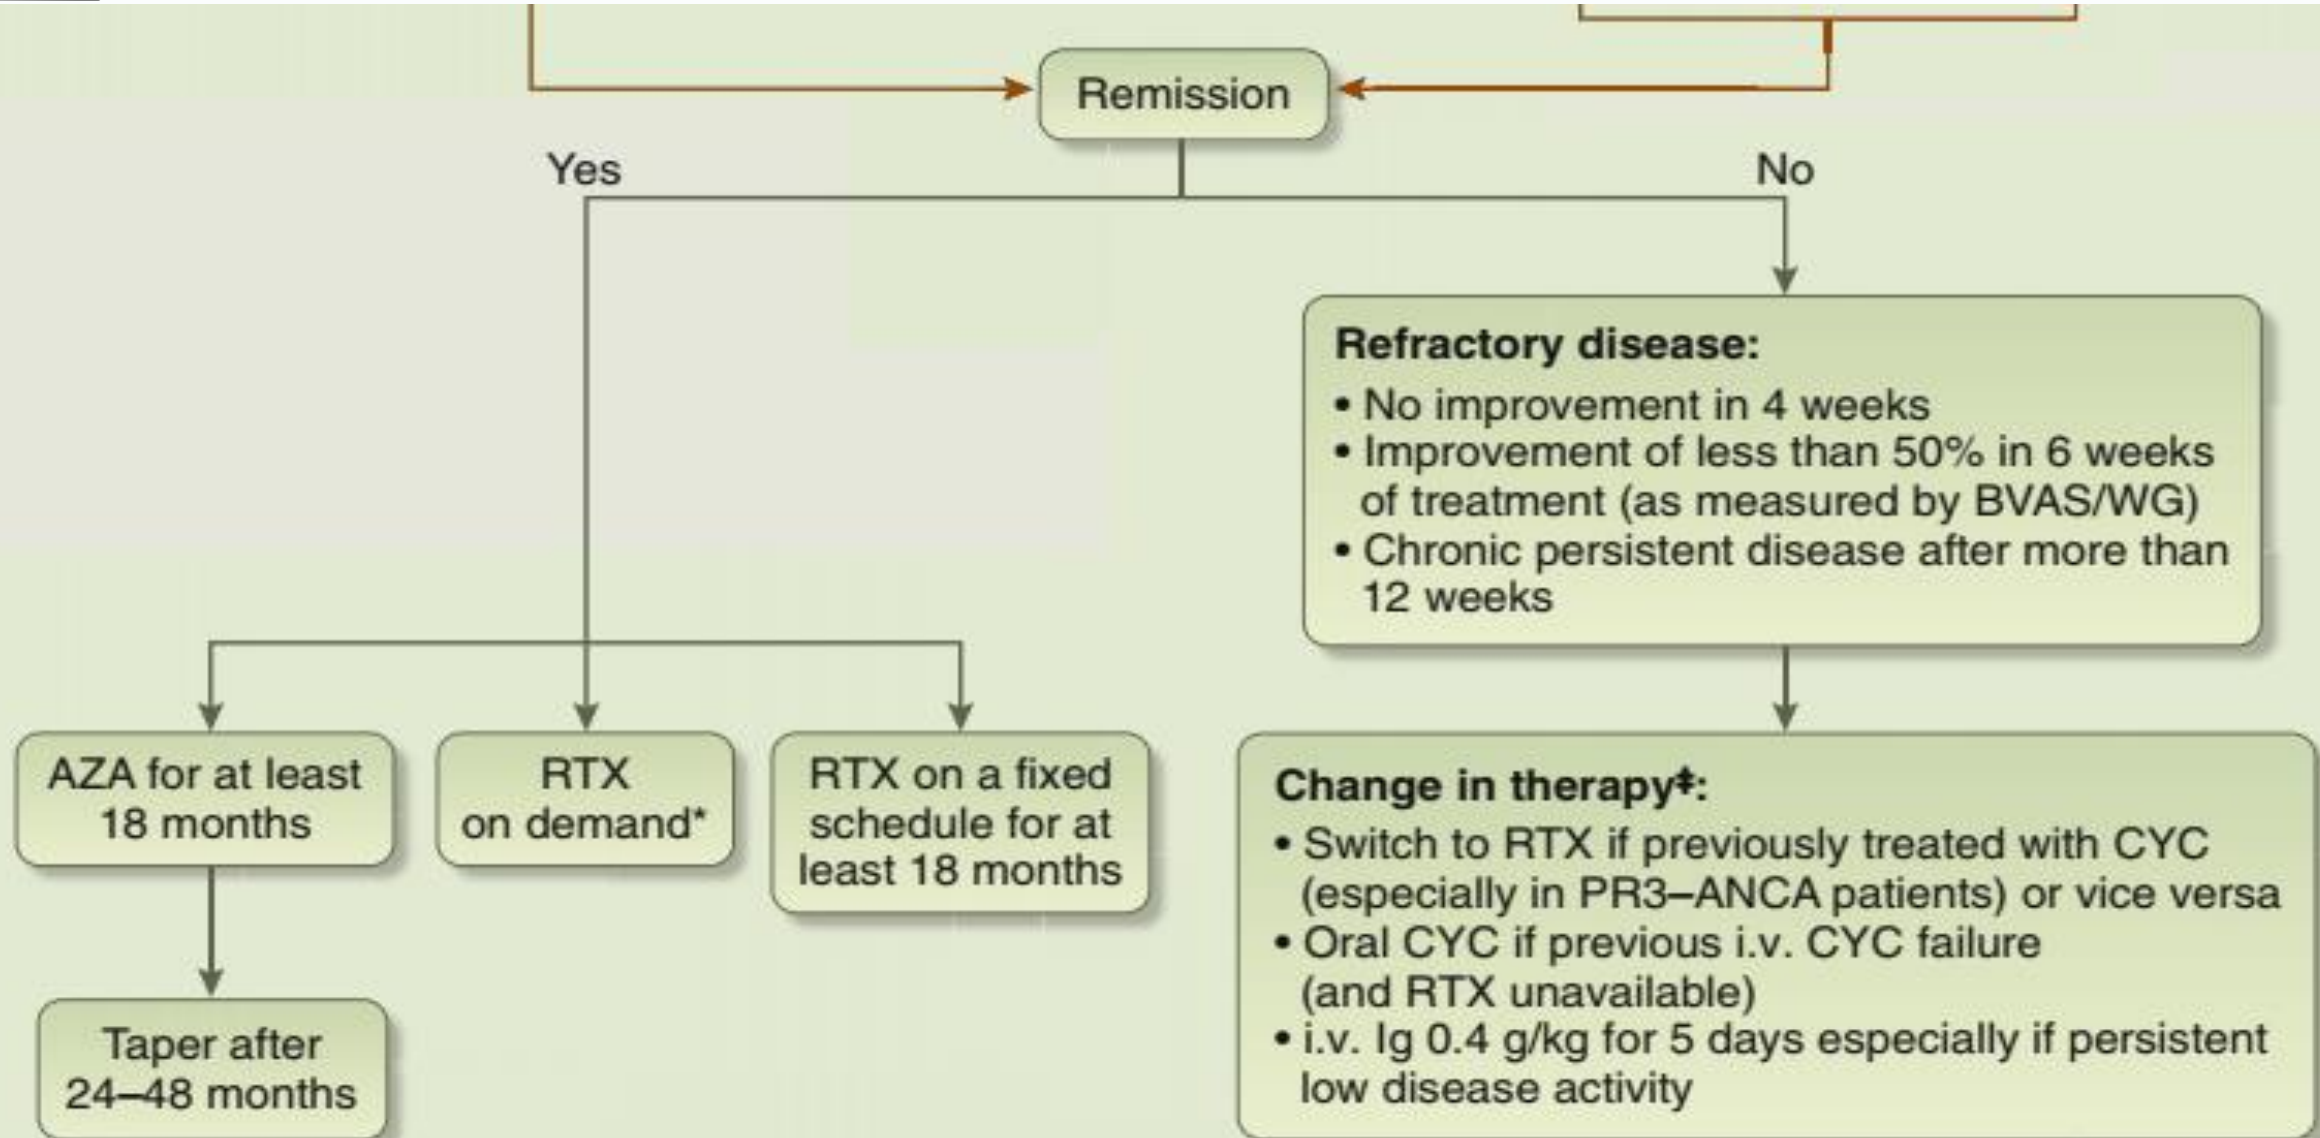 Remission
Yes
No
Refractory disease:
• No improvement in 4 weeks
• Improvement of less than 50% in 6 weeks
of treatment (as measured by BVAS/WG)
• Chronic persistent disease after more than
12 weeks
AZA for at least
18 months
RTX
on demand*
RTX on a fixed
schedule for at
least 18 months
Taper after
24–48 months
Change in therapy‡:
• Switch to RTX if previously treated with CYC
(especially in PR3–ANCA patients) or vice versa
• Oral CYC if previous i.v. CYC failure
(and RTX unavailable)
• i.v. Ig 0.4 g/kg for 5 days especially if persistent
low disease activity